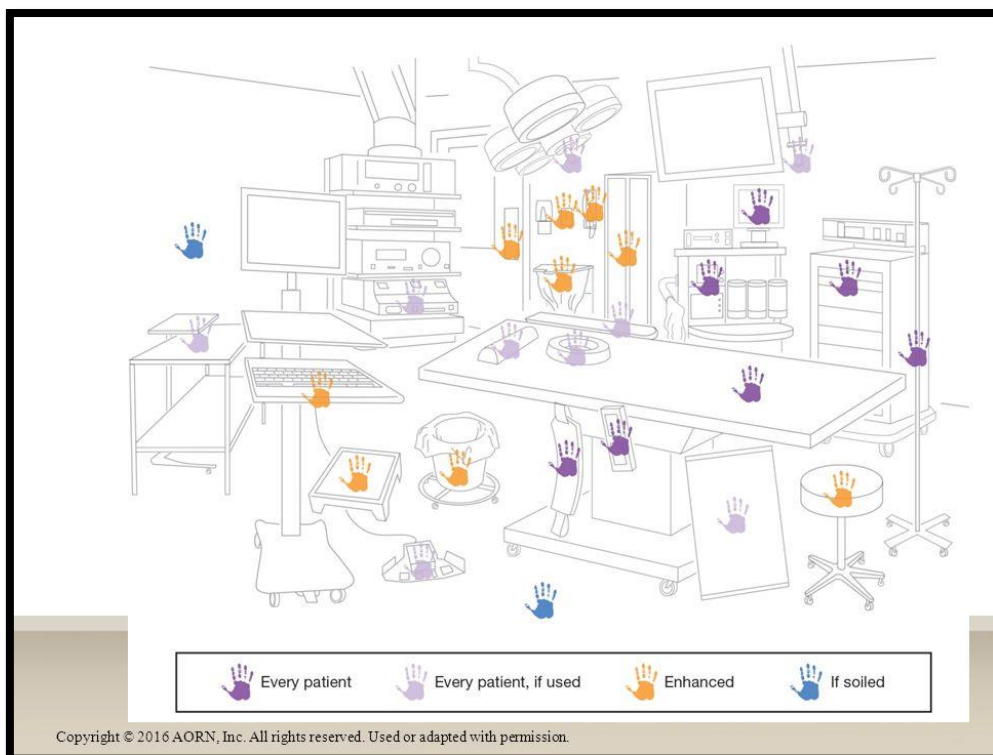 Every patient
Every patient, if used
Enhanced
If soiled
Copyright © 2016 AORN, Inc. All rights reserved. Used or adapted with permission.